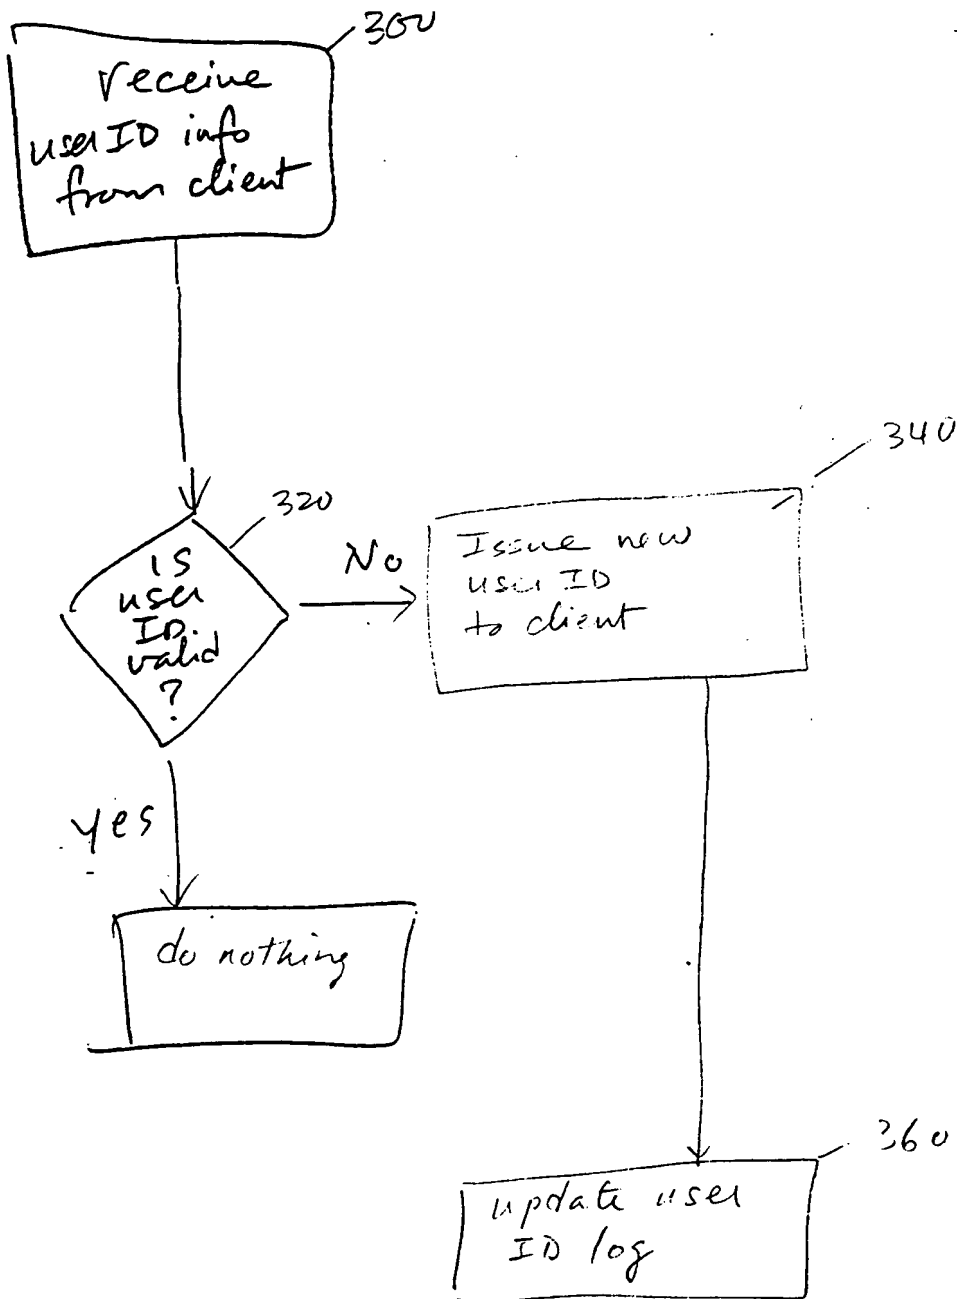 300
receive
user ID info
from client
320
is
user
ID
valid
?
No
340
Issue new
user ID
to client
yes
do nothing
360
update user
ID log